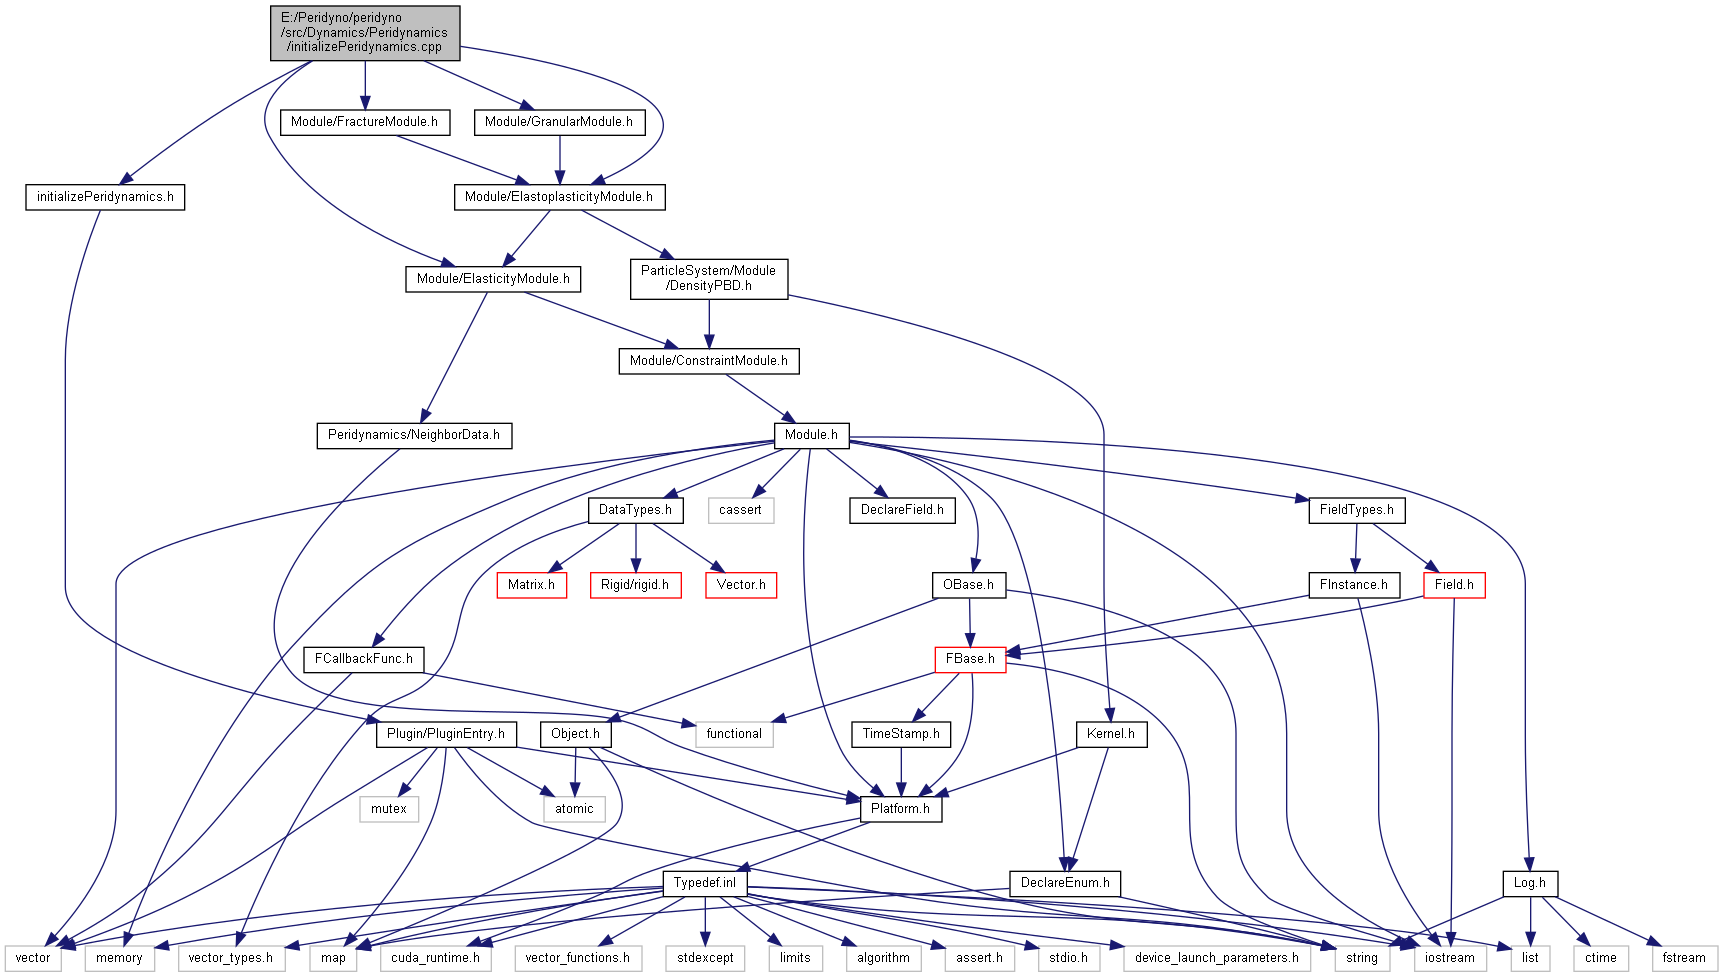 E:/Peridyno/peridyno
/src/Dynamics/Peridynamics
/initializePeridynamics.cpp
Module/FractureModule.h
Module/GranularModule.h
initializePeridynamics.h
Module/ElastoplasticityModule.h
Module/ElasticityModule.h
ParticleSystem/Module
/DensityPBD.h
Module/ConstraintModule.h
Peridynamics/NeighborData.h
Module.h
DataTypes.h
cassert
DeclareField.h
FieldTypes.h
Matrix.h
Rigid/rigid.h
Vector.h
OBase.h
FInstance.h
Field.h
FCallbackFunc.h
FBase.h
Plugin/PluginEntry.h
Object.h
functional
TimeStamp.h
Kernel.h
mutex
atomic
Platform.h
Typedef.inl
DeclareEnum.h
Log.h
vector
memory
vector_types.h
map
cuda_runtime.h
vector_functions.h
stdexcept
limits
algorithm
assert.h
stdio.h
device_launch_parameters.h
string
iostream
list
ctime
fstream